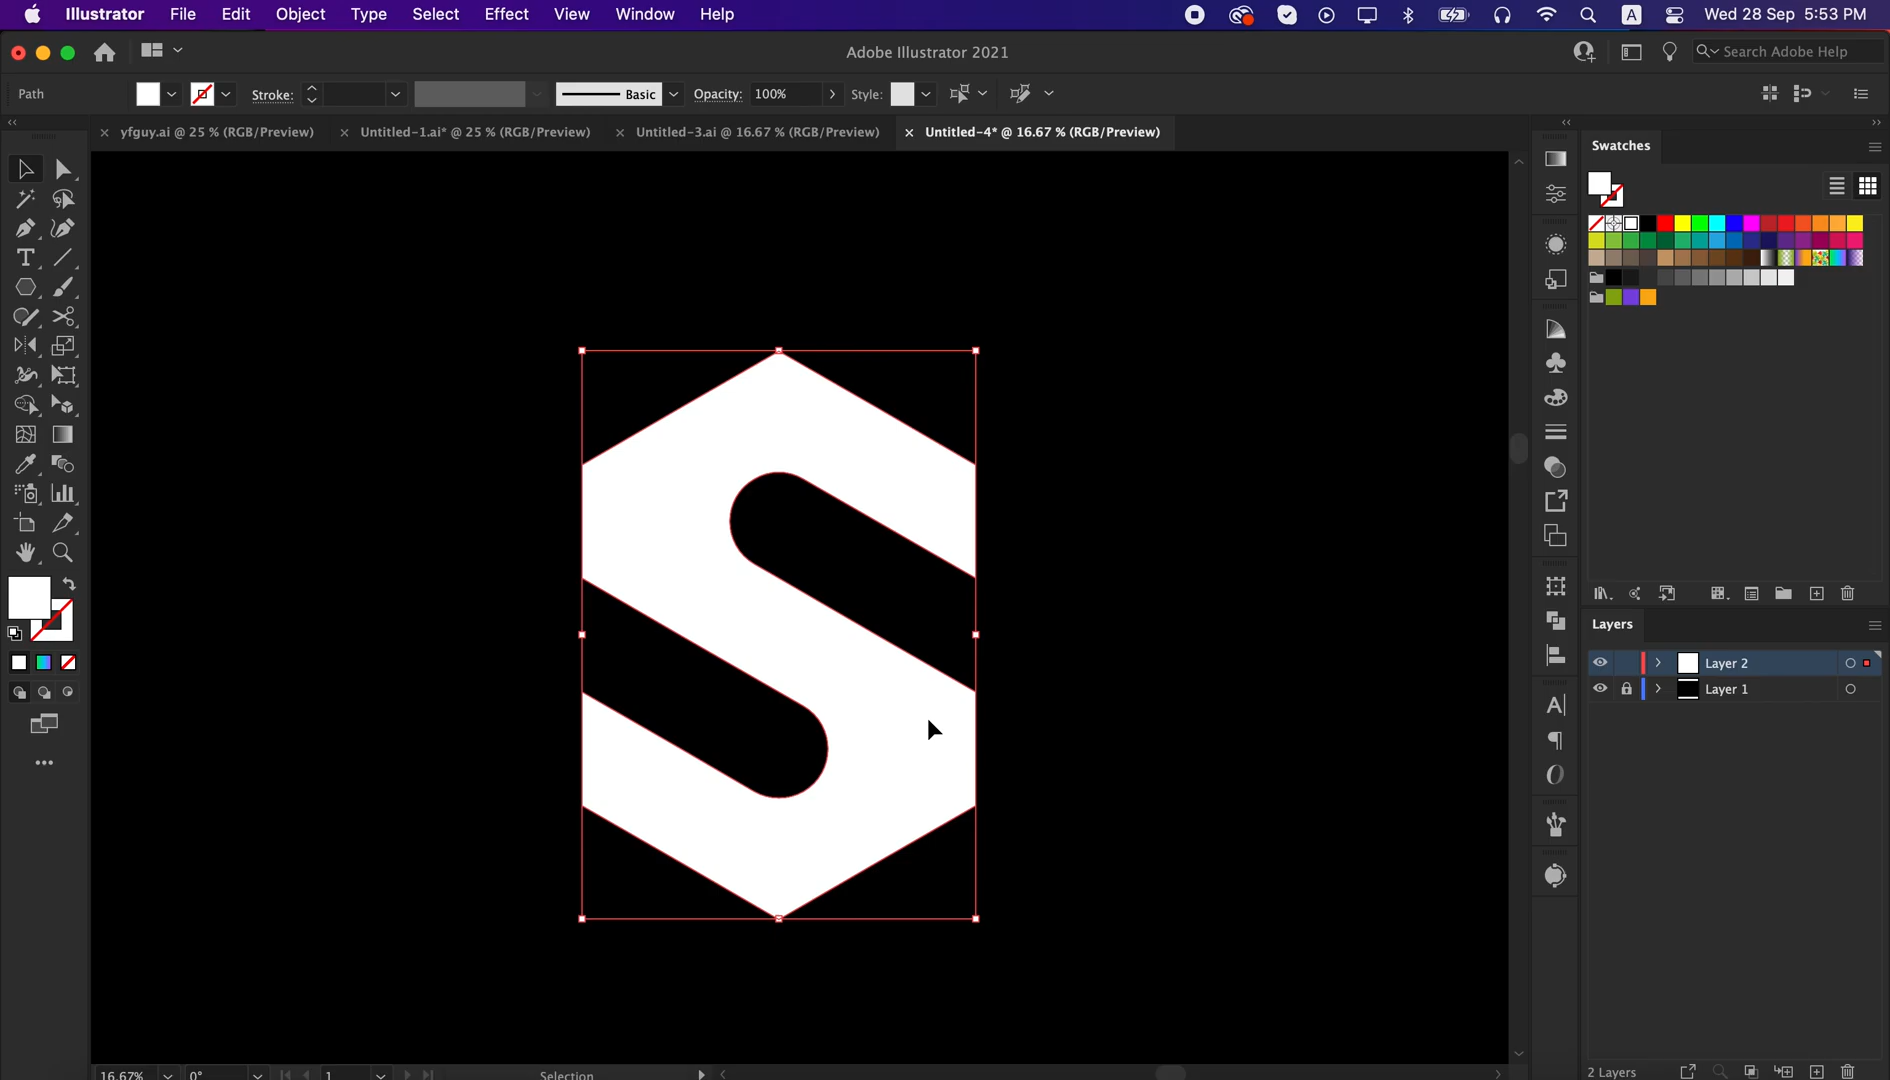 Illustrator File Edit Object Type Select Effect View Window Help A Wed 28 Sep 5:53 PM
Adobe Illustrator 2021 Search Adobe Help
Path Stroke: Basic Opacity: 100% Style:
yfguy.ai @ 25 % (RGB/Preview) Untitled-1.ai* @ 25 % (RGB/Preview) Untitled-3.ai @ 16.67 % (RGB/Preview) Untitled-4* @ 16.67 % (RGB/Preview)
Swatches
S
Layers
Layer 2
Layer 1
16.67% 0° 1 Selection 2 Layers